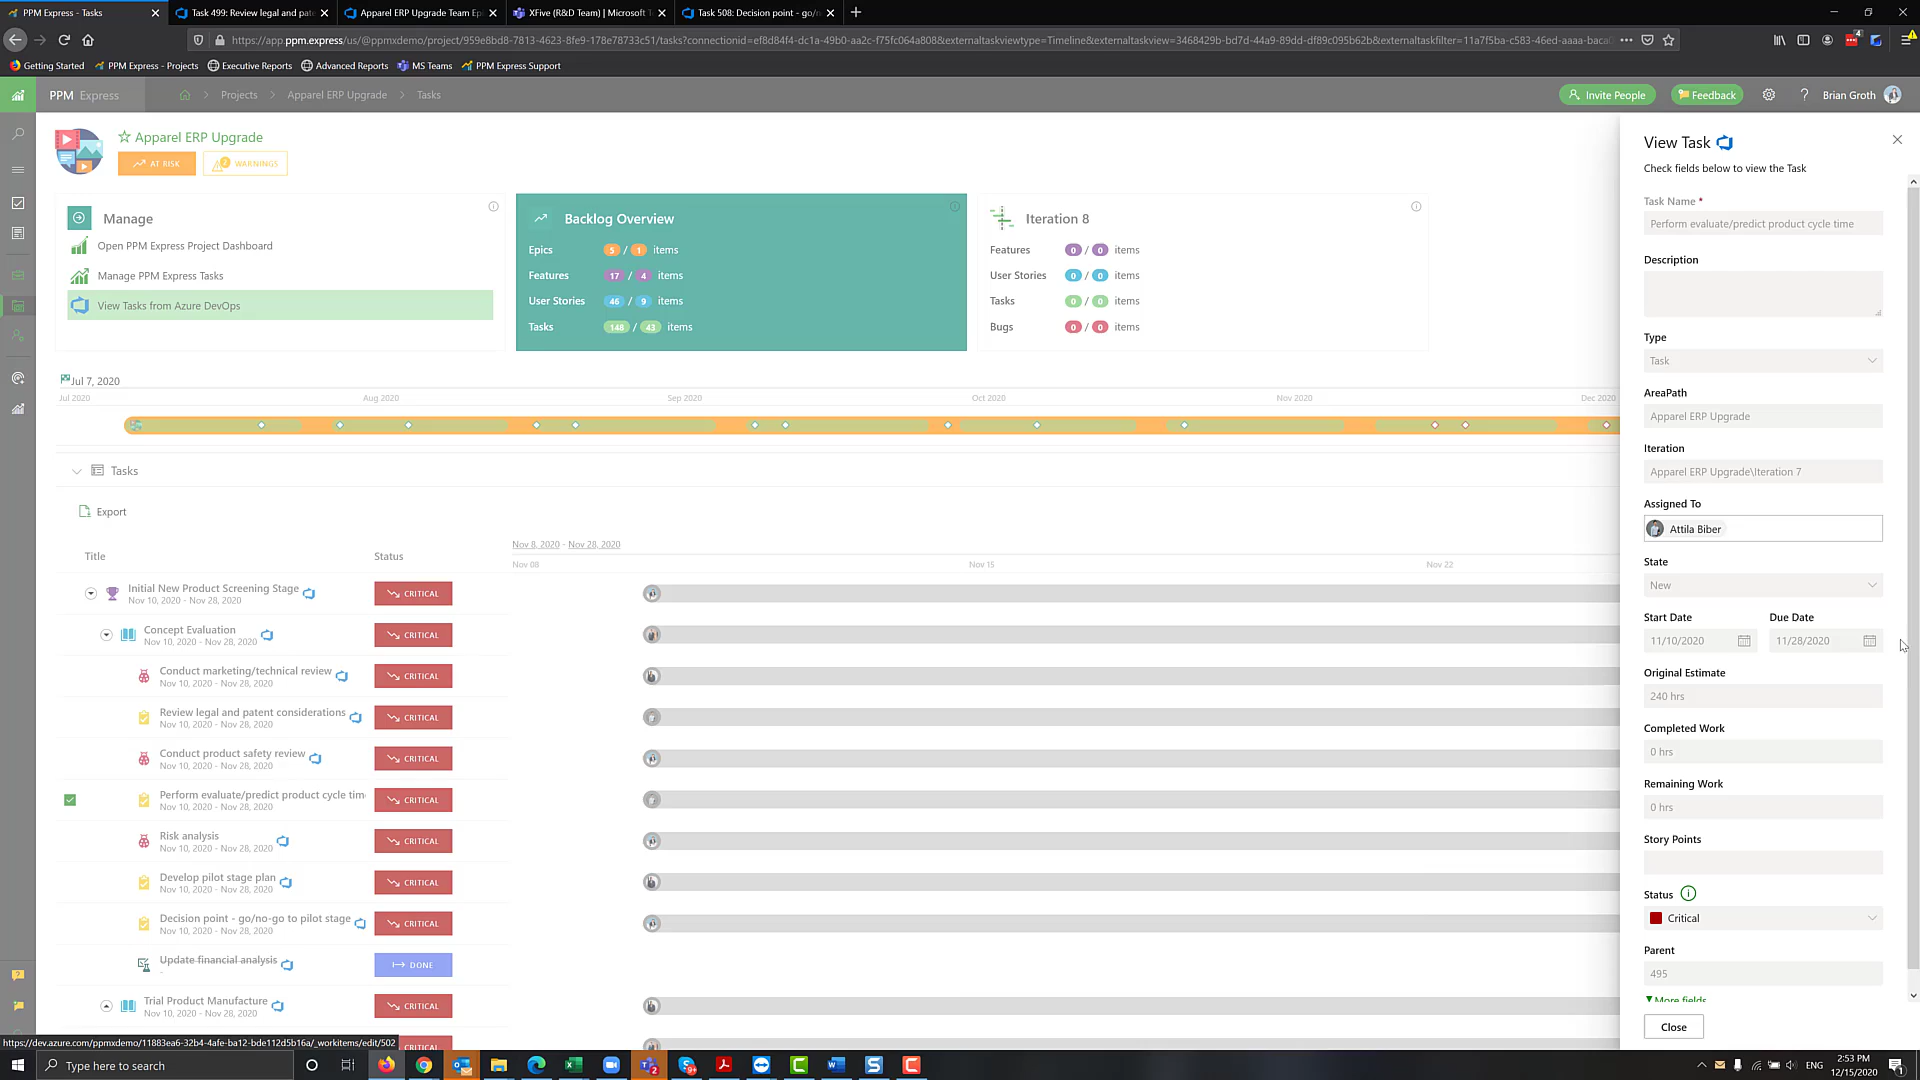 PPM Express - Tasks
Task 499: Review legal and pate
Apparel ERP Upgrade Team Epi
XFive (R&D Team) | Microsoft T
Task 508: Decision point - go/n
https://app.ppm.express/us/@ppmxdemo/project/959e8bd8-7813-4623-8fe9-178e78733c51/tasks?connectionid=ef8d84f4-dc1a-49b0-aa2c-f75fc064a808&externaltaskviewtype=Timeline&externaltaskview=3468429b-bd7d-44a9-89dd-df89c095b62b&externaltaskfilter=11a7f5ba-c583-46ed-aaaa-baca
Getting Started
PPM Express - Projects
Executive Reports
Advanced Reports
MS Teams
PPM Express Support
PPM Express
Projects > Apparel ERP Upgrade > Tasks
Invite People
Feedback
?
Brian Groth
Apparel ERP Upgrade
AT RISK
2 WARNINGS
Manage
Open PPM Express Project Dashboard
Manage PPM Express Tasks
View Tasks from Azure DevOps
Backlog Overview
Epics 5 / 1 items
Features 17 / 4 items
User Stories 46 / 9 items
Tasks 148 / 43 items
Iteration 8
Features 0 / 0 items
User Stories 0 / 0 items
Tasks 0 / 0 items
Bugs 0 / 0 items
Jul 7, 2020
Jul 2020 Aug 2020 Sep 2020 Oct 2020 Nov 2020 Dec 2020
Tasks
Export
Title Status
Nov 8, 2020 - Nov 28, 2020
Nov 08 Nov 15 Nov 22
Initial New Product Screening Stage
Nov 10, 2020 - Nov 28, 2020
CRITICAL
Concept Evaluation
Nov 10, 2020 - Nov 28, 2020
CRITICAL
Conduct marketing/technical review
Nov 10, 2020 - Nov 28, 2020
CRITICAL
Review legal and patent considerations
Nov 10, 2020 - Nov 28, 2020
CRITICAL
Conduct product safety review
Nov 10, 2020 - Nov 28, 2020
CRITICAL
Perform evaluate/predict product cycle tim
Nov 10, 2020 - Nov 28, 2020
CRITICAL
Risk analysis
Nov 10, 2020 - Nov 28, 2020
CRITICAL
Develop pilot stage plan
Nov 10, 2020 - Nov 28, 2020
CRITICAL
Decision point - go/no-go to pilot stage
Nov 10, 2020 - Nov 28, 2020
CRITICAL
Update financial analysis
-
DONE
Trial Product Manufacture
Nov 10, 2020 - Nov 28, 2020
CRITICAL
CRITICAL
https://dev.azure.com/ppmxdemo/11883ea6-32b4-4afe-ba12-bde112d5b16a/_workitems/edit/502
View Task
Check fields below to view the Task
Task Name *
Perform evaluate/predict product cycle time
Description
Type
Task
AreaPath
Apparel ERP Upgrade
Iteration
Apparel ERP Upgrade\Iteration 7
Assigned To
Attila Biber
State
New
Start Date Due Date
11/10/2020 11/28/2020
Original Estimate
240 hrs
Completed Work
0 hrs
Remaining Work
0 hrs
Story Points
Status
Critical
Parent
495
More fields
Close
Type here to search
ENG
2:53 PM
12/15/2020